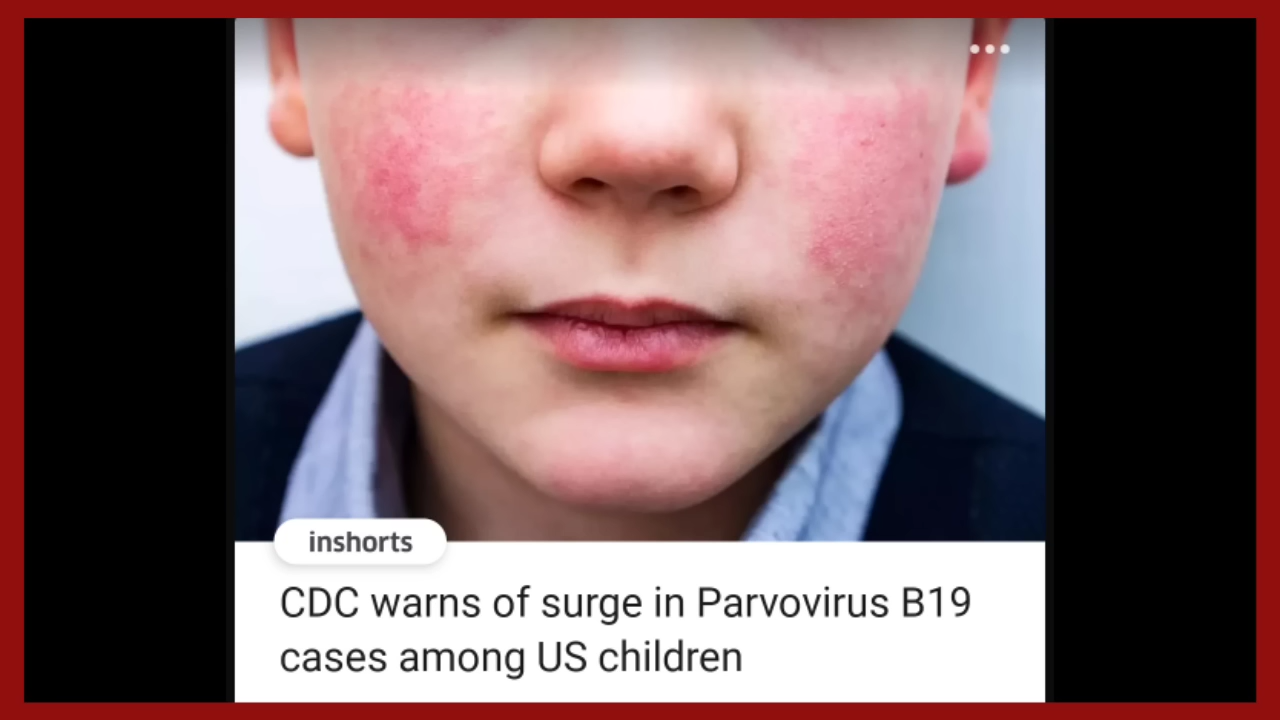 inshorts
CDC warns of surge in Parvovirus B19
cases among US children